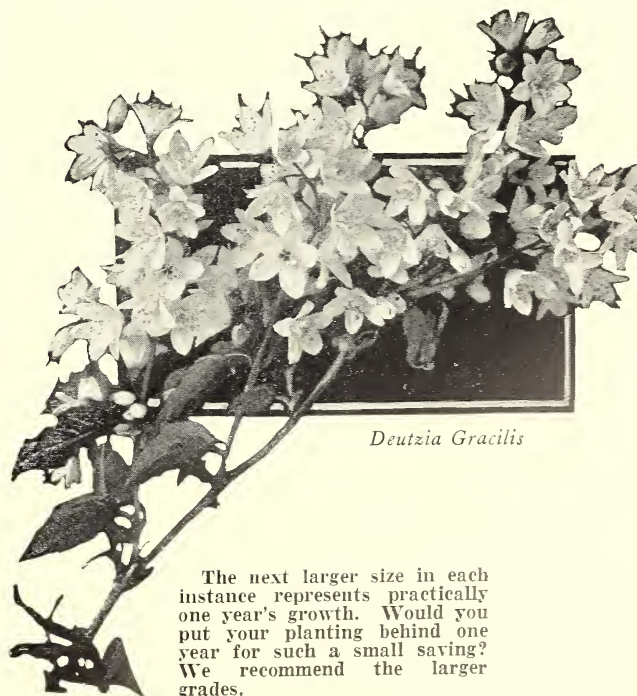 Deutzia Gracilis
The next larger size in each
instance represents practically
one year's growth. Would you
put your planting behind one
year for such a small saving?
We recommend the larger
grades.